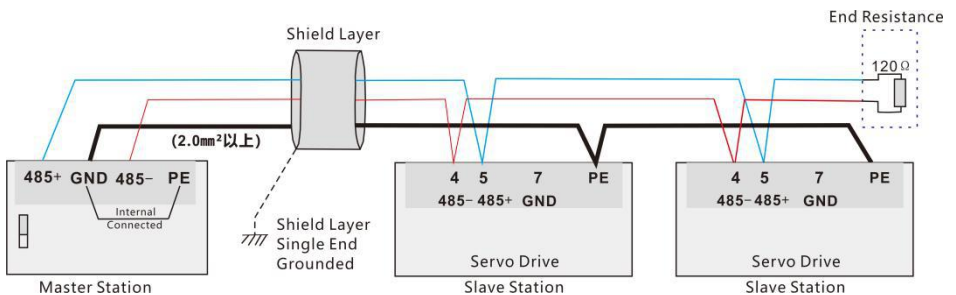 End Resistance
Shield Layer
120Ω
(2.0mm²以上)
485+ GND 485- PE
Internal
Connected
4 5 7 PE
485- 485+ GND
4 5 7 PE
485- 485+ GND
Shield Layer
Single End
Grounded
Servo Drive
Servo Drive
Master Station
Slave Station
Slave Station